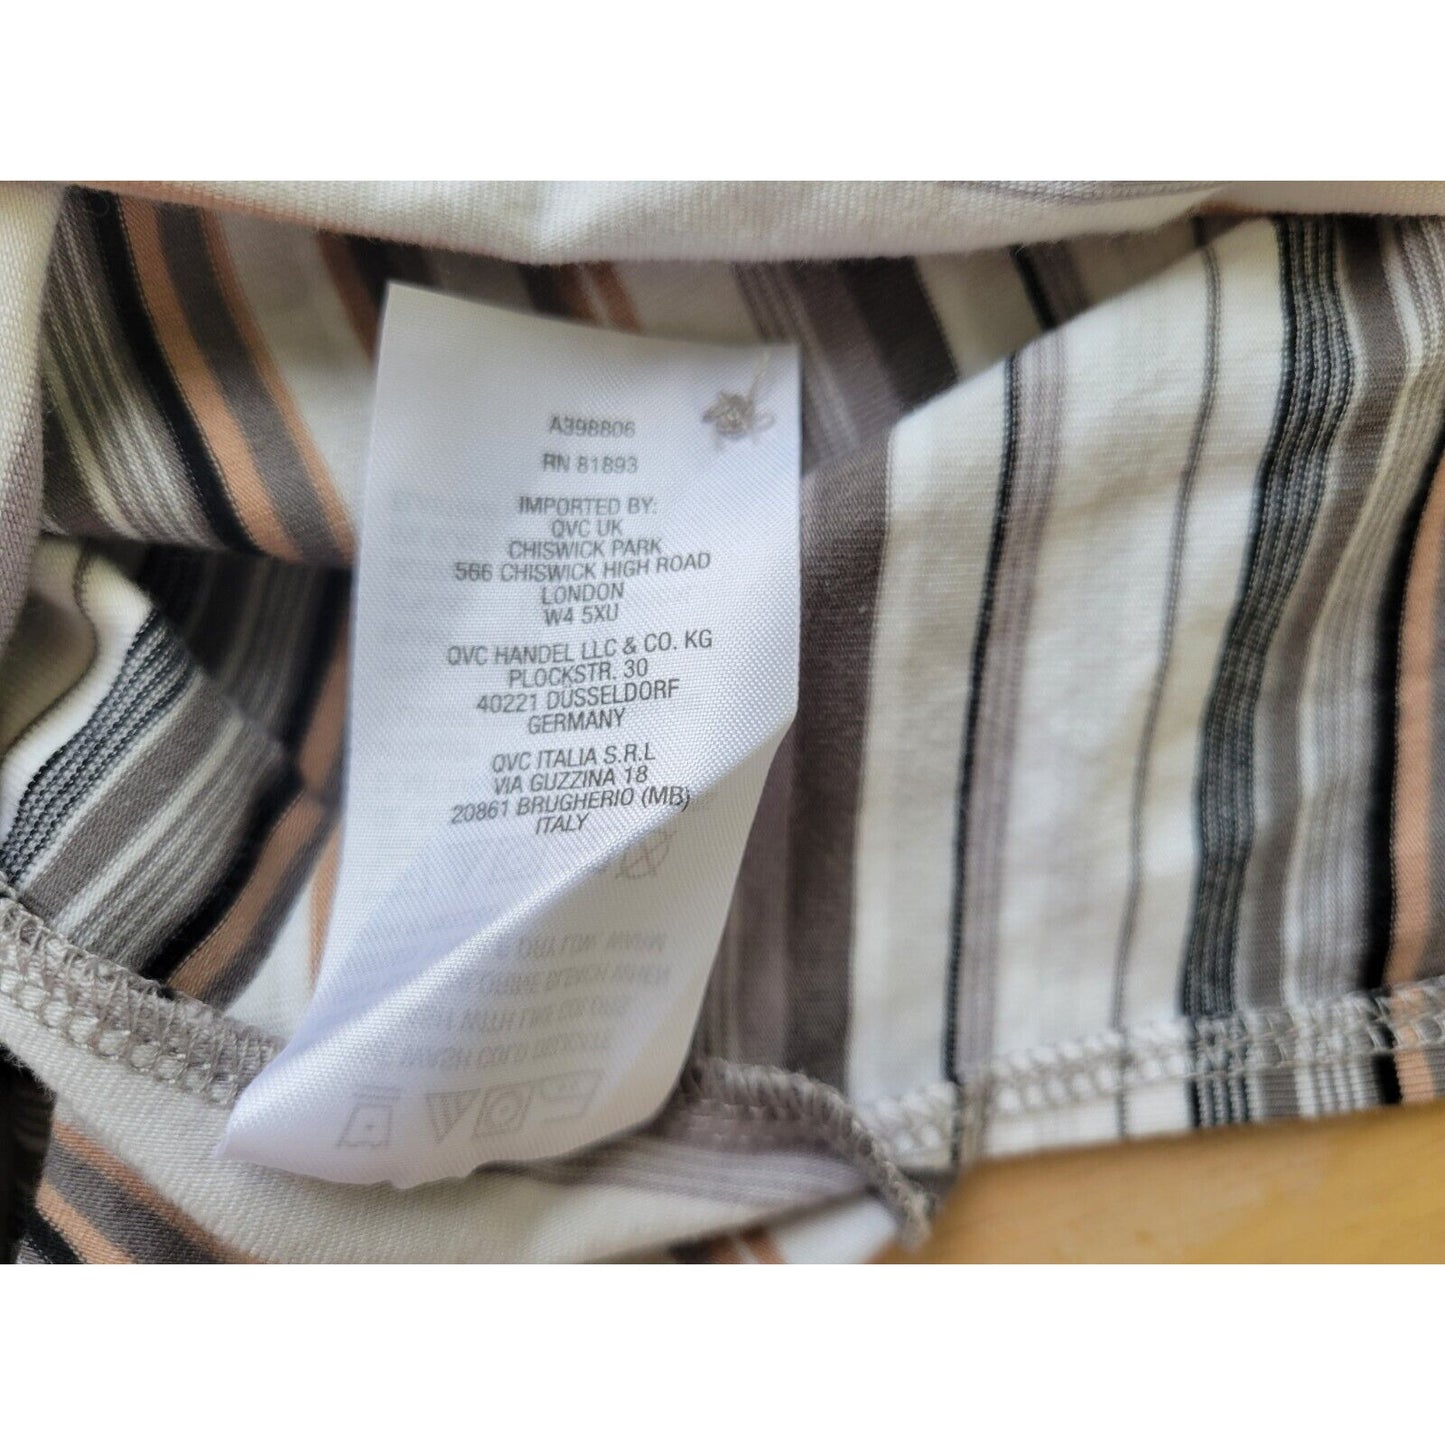 A398806
RN 81893
IMPORTED BY:
QVC UK
CHISWICK PARK
566 CHISWICK HIGH ROAD
LONDON
W4 5XU
QVC HANDEL LLC & CO. KG
PLOCKSTR. 30
40221 DUSSELDORF
GERMANY
QVC ITALIA S.R.L
VIA GUZZINA 18
20861 BRUGHERIO (MB)
ITALY